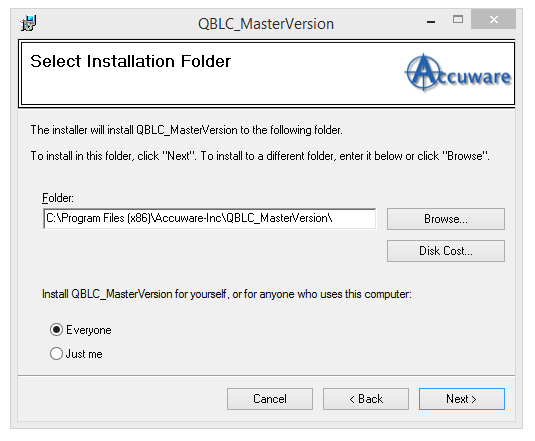 QBLC_MasterVersion
Select Installation Folder
Accuware
The installer will install QBLC_MasterVersion to the following folder.
To install in this folder, click "Next". To install to a different folder, enter it below or click "Browse".
Folder:
C:\Program Files (x86)\Accuware-Inc\QBLC_MasterVersion\
Browse...
Disk Cost...
Install QBLC_MasterVersion for yourself, or for anyone who uses this computer:
Everyone
Just me
Cancel
< Back
Next >